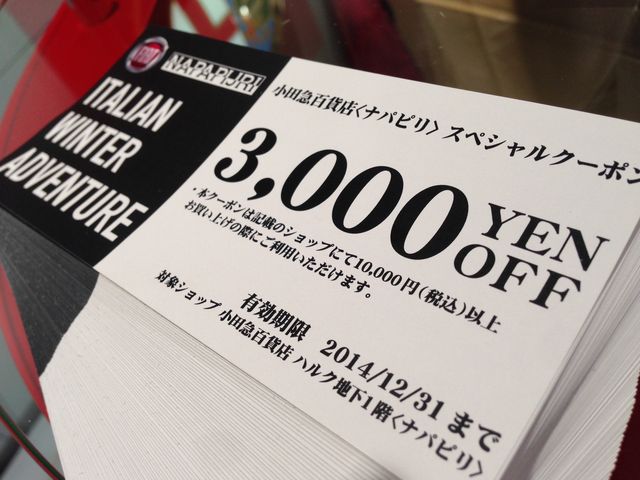 FIAT
NAPAPIJRI
ITALIAN
WINTER
ADVENTURE
小田急百貨店〈ナパピリ〉スペシャルクーポン
3,000 YEN OFF
・本クーポンは記載のショップにて10,000円(税込)以上
お買い上げの際にご利用いただけます。
有効期限 2014/12/31まで
対象ショップ 小田急百貨店 ハルク地下1階〈ナパピリ〉